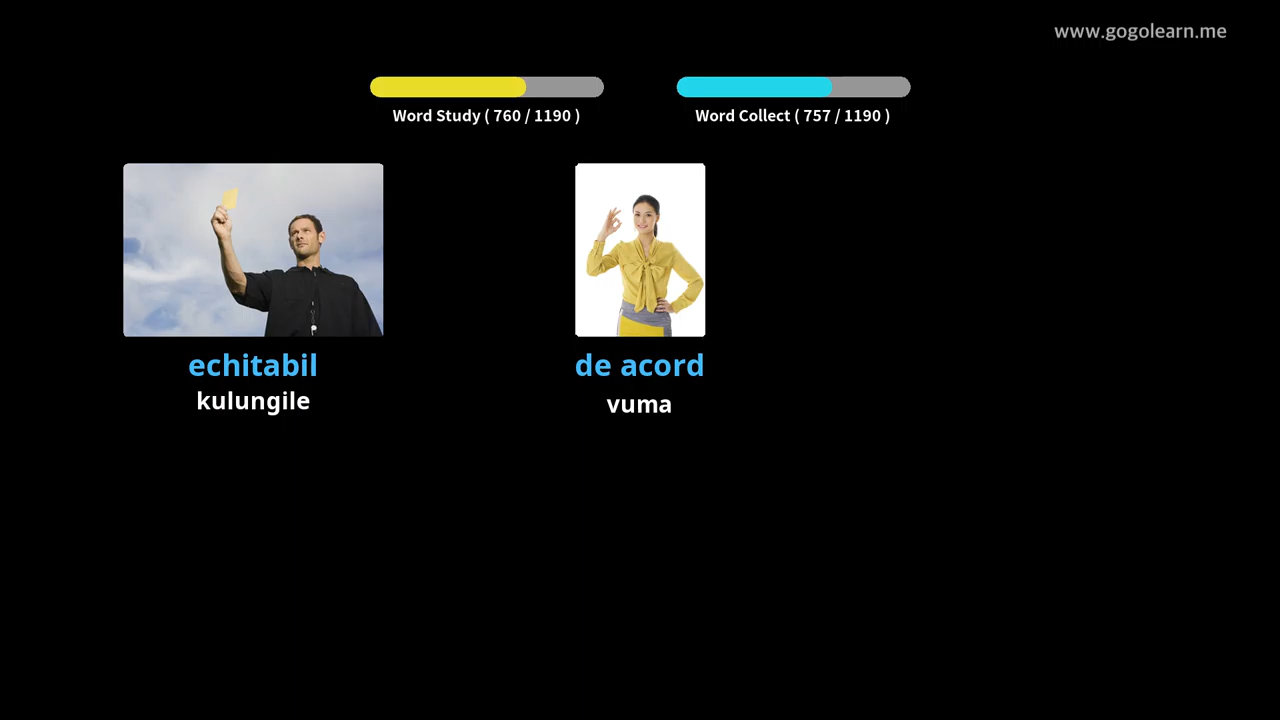 www.gogolearn.me
Word Study ( 760 / 1190 )
Word Collect ( 757 / 1190 )
echitabil
kulungile
de acord
vuma